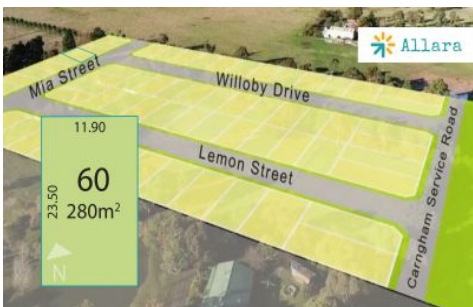 Allara
Mia Street
Willoby Drive
Lemon Street
Carngham Service Road
11.90
23.50
60
280m²
N